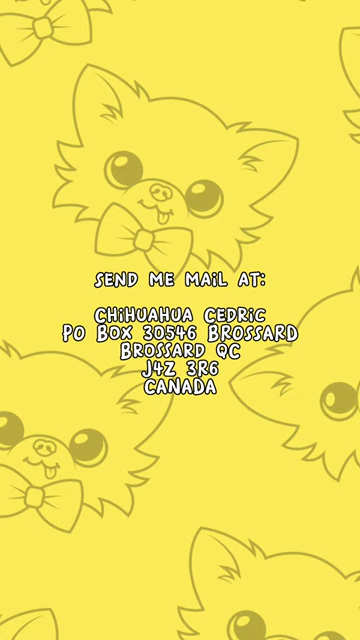 SEND ME MAIL AT:
CHIHUAHUA CEDRIC
PO BOX 30546 BROSSARD
BROSSARD QC
J4Z 3R6
CANADA